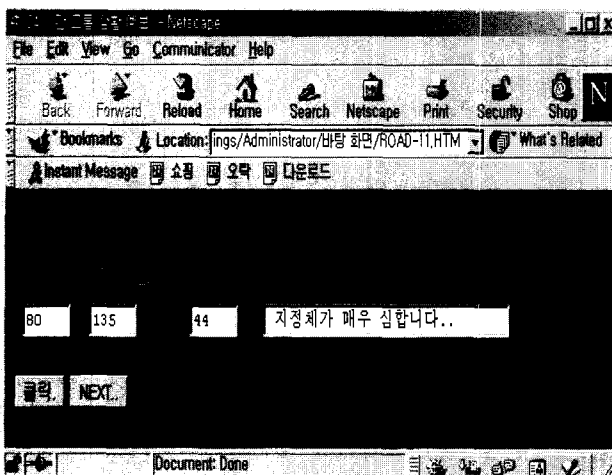 - Netscape
File Edit View Go Communicator Help
Back Forward Reload Home Search Netscape Print Security Shop N
Bookmarks Location: ings/Administrator/바탕 화면/ROAD-11.HTM What's Related
Instant Message 쇼핑 오락 다운로드
80 135 44 지정체가 매우 심합니다..
클릭. NEXT..
Document: Done